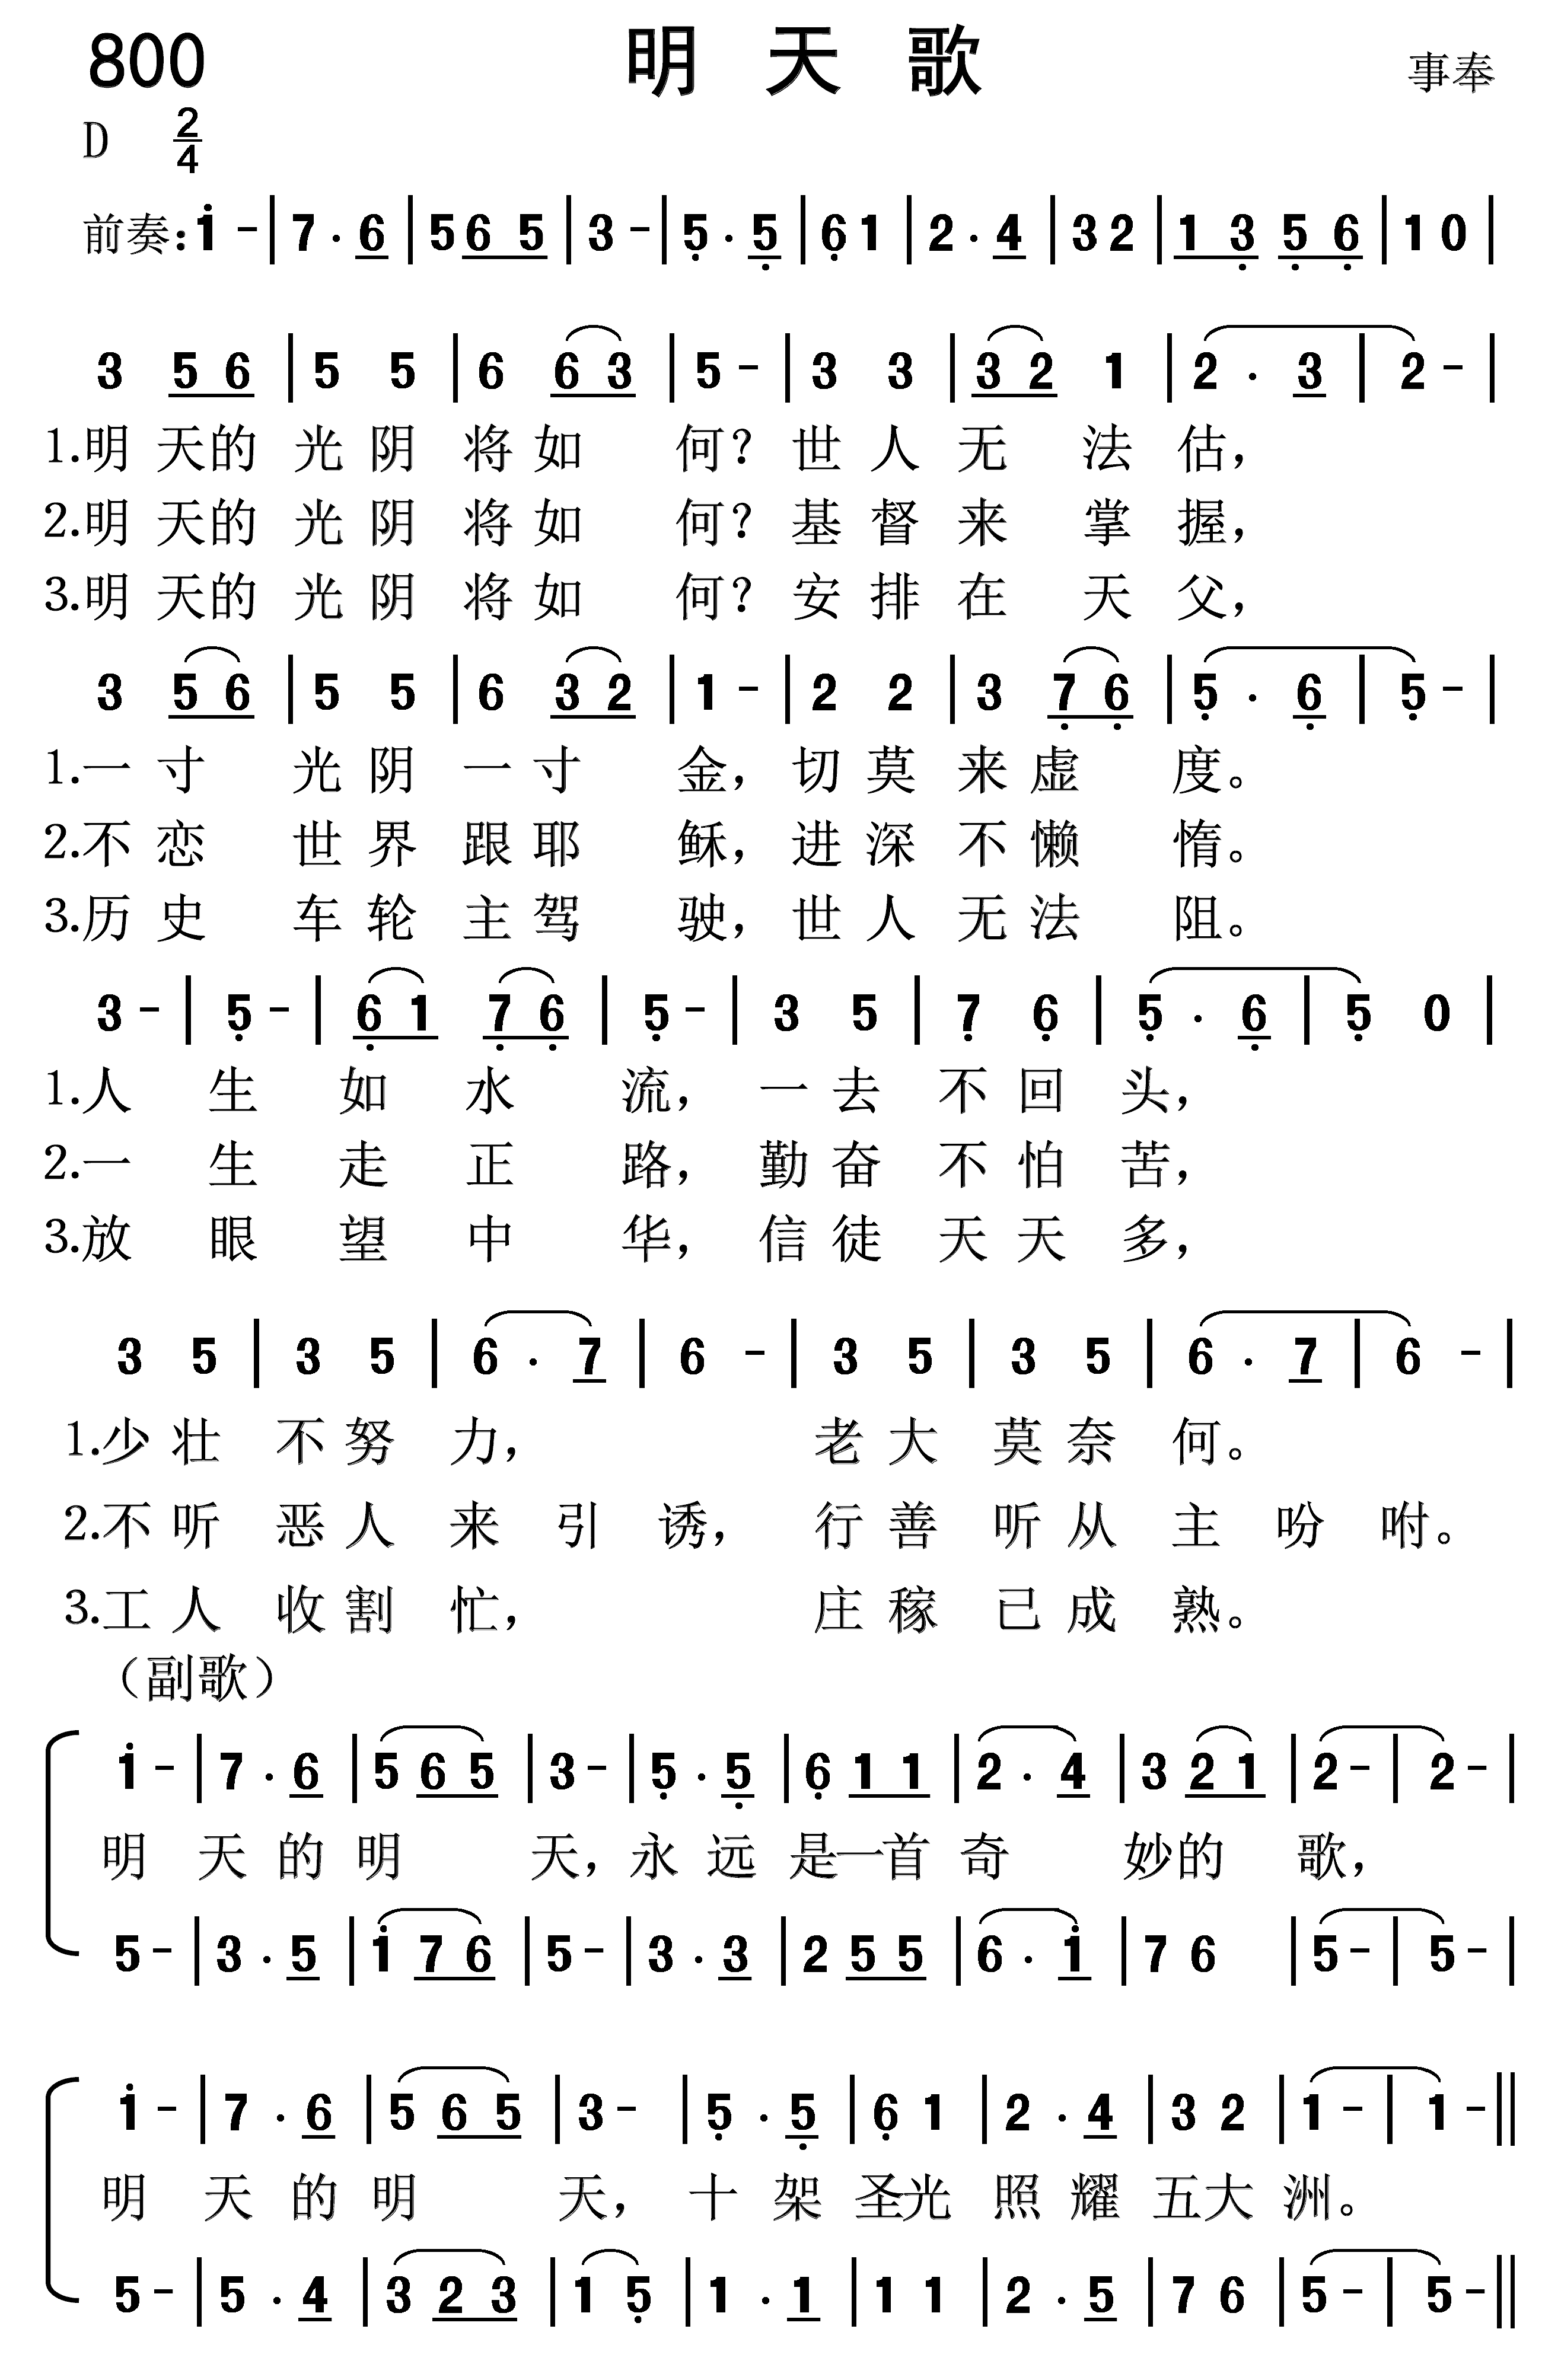 800 明 天 歌 事奉
D 2/4
前奏:1̇ - | 7 · 6 | 5 6 5 | 3 - | 5̣ · 5̣ | 6̣ 1 | 2 · 4 | 3 2 | 1 3̣ 5̣ 6̣ | 1 0 |
3 5 6 | 5 5 | 6 6 3 | 5 - | 3 3 | 3 2 1 | 2 · 3 | 2 - |
1.明 天的 光 阴 将 如 何？ 世 人 无 法 估，
2.明 天的 光 阴 将 如 何？ 基 督 来 掌 握，
3.明 天的 光 阴 将 如 何？ 安 排 在 天 父，
3 5 6 | 5 5 | 6 3 2 | 1 - | 2 2 | 3 7̣ 6̣ | 5̣ · 6̣ | 5̣ - |
1.一 寸 光 阴 一 寸 金， 切 莫 来 虚 度。
2.不 恋 世 界 跟 耶 稣， 进 深 不 懒 惰。
3.历 史 车 轮 主 驾 驶， 世 人 无 法 阻。
3 - | 5̣ - | 6̣ 1 7̣ 6̣ | 5̣ - | 3 5 | 7̣ 6̣ | 5̣ · 6̣ | 5̣ 0 |
1.人 生 如 水 流， 一 去 不 回 头，
2.一 生 走 正 路， 勤 奋 不 怕 苦，
3.放 眼 望 中 华， 信 徒 天 天 多，
3 5 | 3 5 | 6 · 7 | 6 - | 3 5 | 3 5 | 6 · 7 | 6 - |
1.少 壮 不 努 力， 老 大 莫 奈 何。
2.不 听 恶 人 来 引 诱， 行 善 听 从 主 吩 咐。
3.工 人 收 割 忙， 庄 稼 已 成 熟。
（副歌）
1̇ - | 7 · 6 | 5 6 5 | 3 - | 5̣ · 5̣ | 6̣ 1 1 | 2 · 4 | 3 2 1 | 2 - | 2 - |
明 天 的 明 天，永 远 是一首 奇 妙的 歌，
5 - | 3 · 5 | 1̇ 7 6 | 5 - | 3 · 3 | 2 5 5 | 6 · 1̇ | 7 6 | 5 - | 5 - |
1̇ - | 7 · 6 | 5 6 5 | 3 - | 5̣ · 5̣ | 6̣ 1 | 2 · 4 | 3 2 | 1 - | 1 - ||
明 天 的 明 天， 十 架 圣光 照 耀 五大 洲。
5 - | 5 · 4 | 3 2 3 | 1 5̣ | 1 · 1 | 1 1 | 2 · 5 | 7 6 | 5 - | 5 - ||